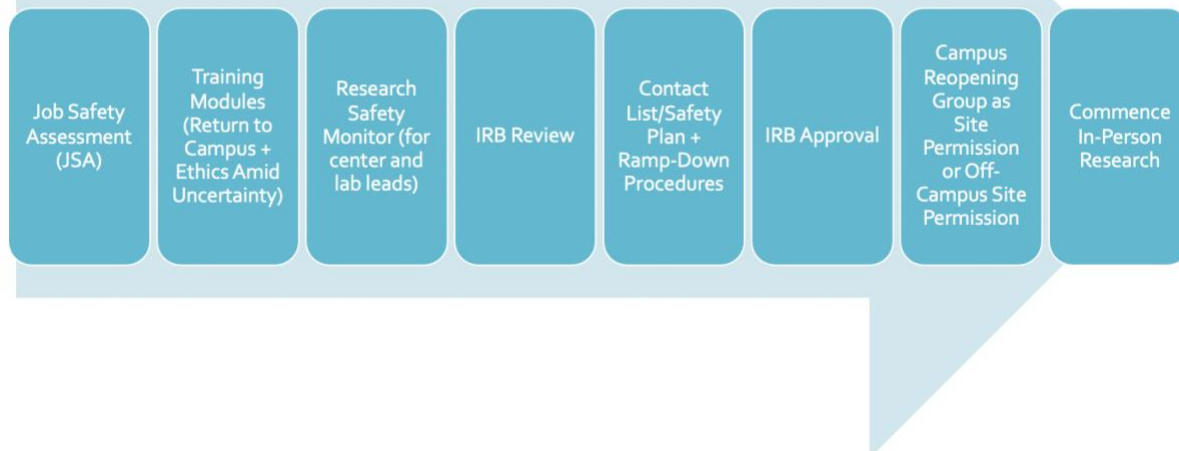 Job Safety
Assessment
(JSA)
Training
Modules
(Return to
Campus +
Ethics Amid
Uncertainty)
Research
Safety
Monitor (for
center and
lab leads)
IRB Review
Contact
List/Safety
Plan +
Ramp-Down
Procedures
IRB Approval
Campus
Reopening
Group as
Site
Permission
or Off-
Campus Site
Permission
Commence
In-Person
Research